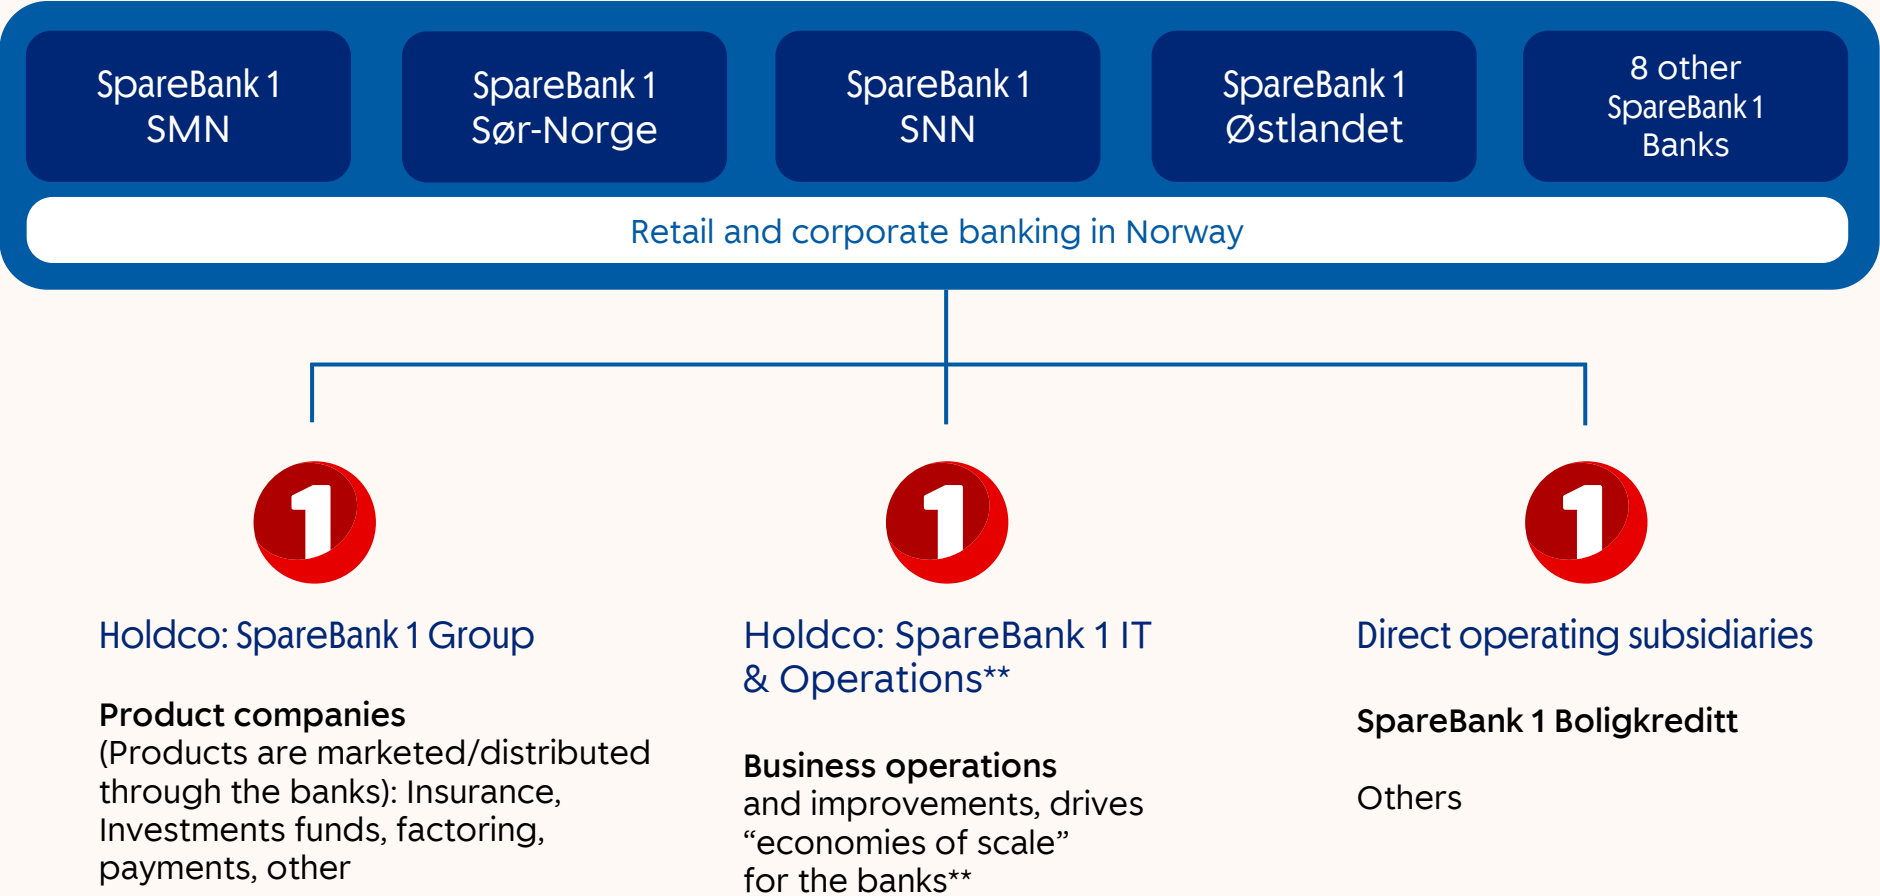 SpareBank 1
SMN
SpareBank 1
Sør-Norge
SpareBank 1
SNN
SpareBank 1
Østlandet
8 other
SpareBank 1
Banks
Retail and corporate banking in Norway
1
Holdco: SpareBank 1 Group
Product companies
(Products are marketed/distributed
through the banks): Insurance,
Investments funds, factoring,
payments, other
1
Holdco: SpareBank 1 IT
& Operations**
Business operations
and improvements, drives
“economies of scale”
for the banks**
1
Direct operating subsidiaries
SpareBank 1 Boligkreditt
Others